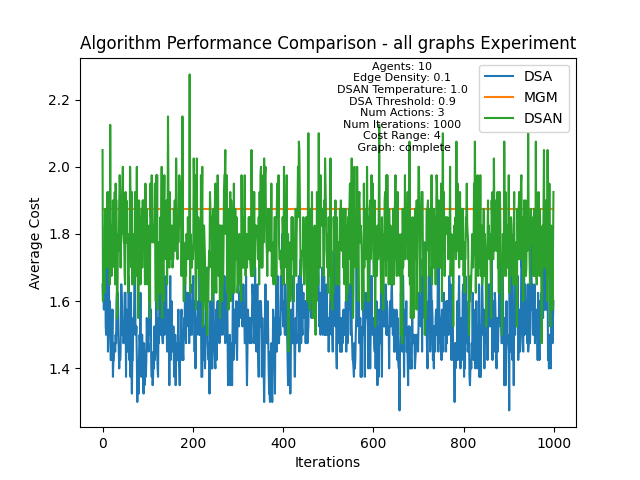 Algorithm Performance Comparison - all graphs Experiment
Agents: 10
Edge Density: 0.1
DSAN Temperature: 1.0
DSA Threshold: 0.9
Num Actions: 3
Num Iterations: 1000
Cost Range: 4
Graph: complete
DSA
MGM
DSAN
Average Cost
2.2
2.0
1.8
1.6
1.4
0
200
400
600
800
1000
Iterations